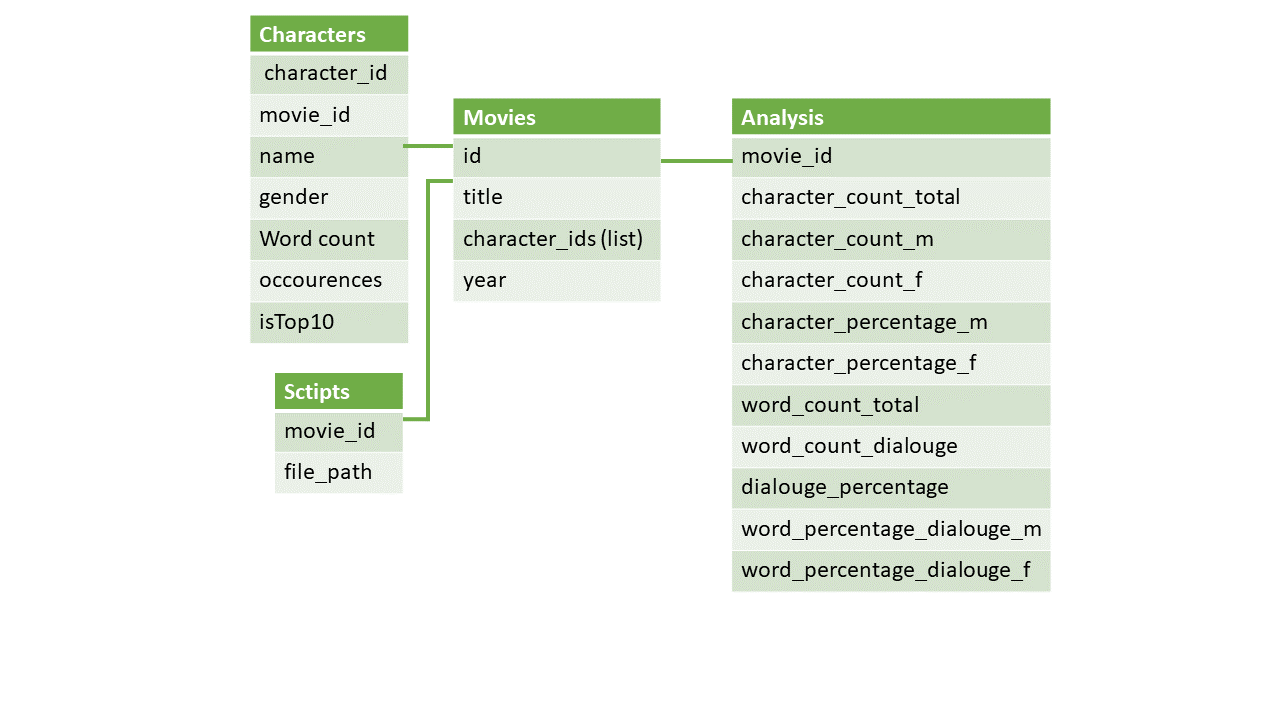 Characters
character_id
movie_id
name
gender
Word count
occourences
isTop10
Sctipts
movie_id
file_path
Movies
id
title
character_ids (list)
year
Analysis
movie_id
character_count_total
character_count_m
character_count_f
character_percentage_m
character_percentage_f
word_count_total
word_count_dialouge
dialouge_percentage
word_percentage_dialouge_m
word_percentage_dialouge_f